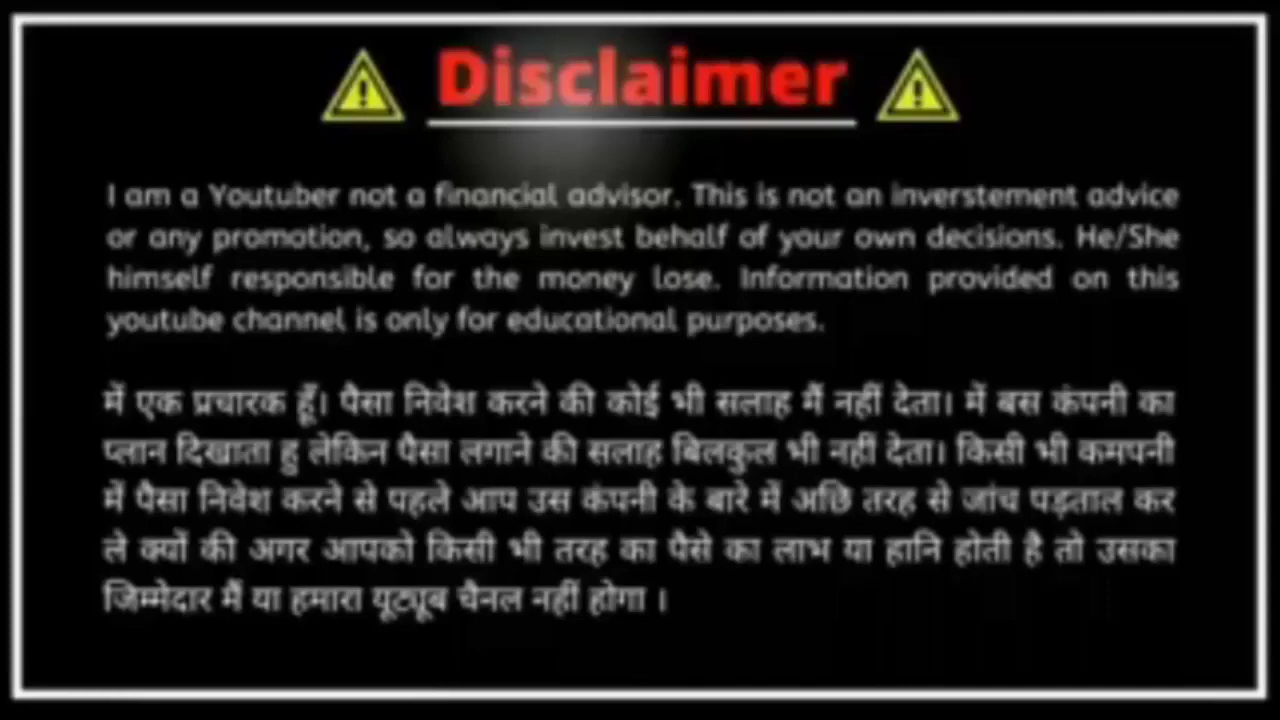 Disclaimer
I am a Youtuber not a financial advisor. This is not an inverstement advice
or any promotion, so always invest behalf of your own decisions. He/She
himself responsible for the money lose. Information provided on this
youtube channel is only for educational purposes.
में एक प्रचारक हूँ। पैसा निवेश करने की कोई भी सलाह मैं नहीं देता। में बस कंपनी का
प्लान दिखाता हु लेकिन पैसा लगाने की सलाह बिलकुल भी नहीं देता। किसी भी कमपनी
में पैसा निवेश करने से पहले आप उस कंपनी के बारे में अछि तरह से जांच पड़ताल कर
ले क्यों की अगर आपको किसी भी तरह का पैसे का लाभ या हानि होती है तो उसका
जिम्मेदार मैं या हमारा यूट्यूब चैनल नहीं होगा ।